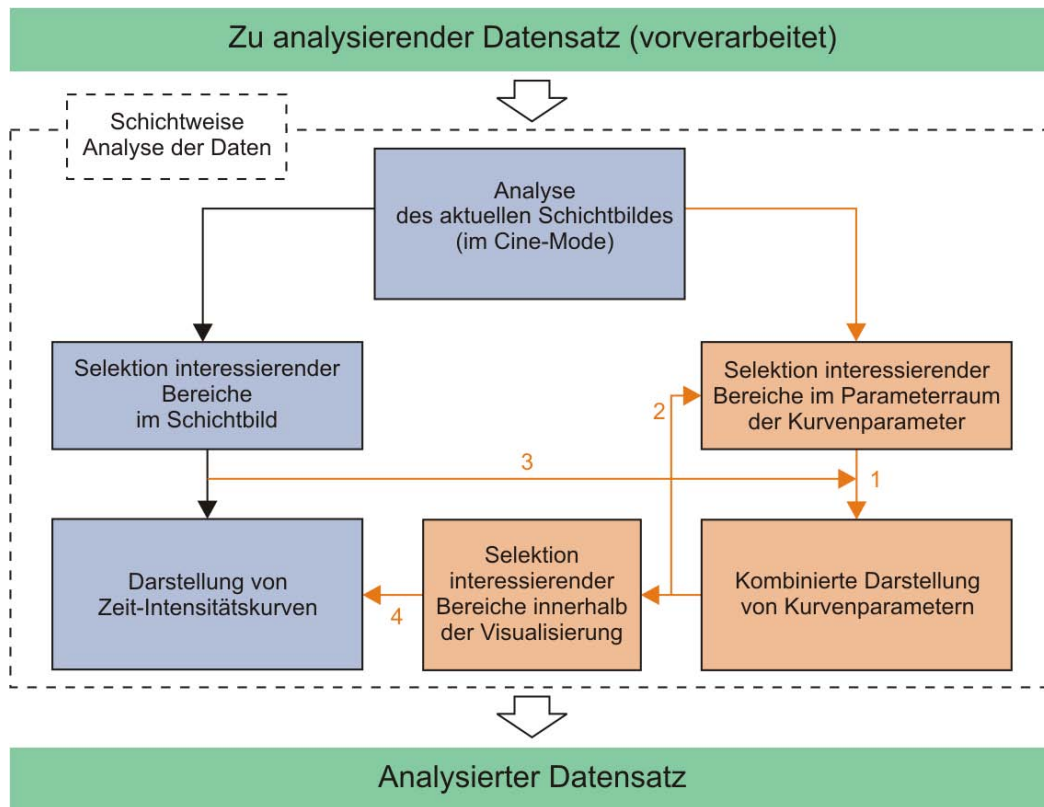 Zu analysierender Datensatz (vorverarbeitet)
Schichtweise
Analyse der Daten
Analyse
des aktuellen Schichtbildes
(im Cine-Mode)
Selektion interessierender
Bereiche
im Schichtbild
Selektion interessierender
Bereiche im Parameterraum
der Kurvenparameter
2
3
1
Darstellung von
Zeit-Intensitätskurven
4
Selektion
interessierender
Bereiche innerhalb
der Visualisierung
Kombinierte Darstellung
von Kurvenparametern
Analysierter Datensatz